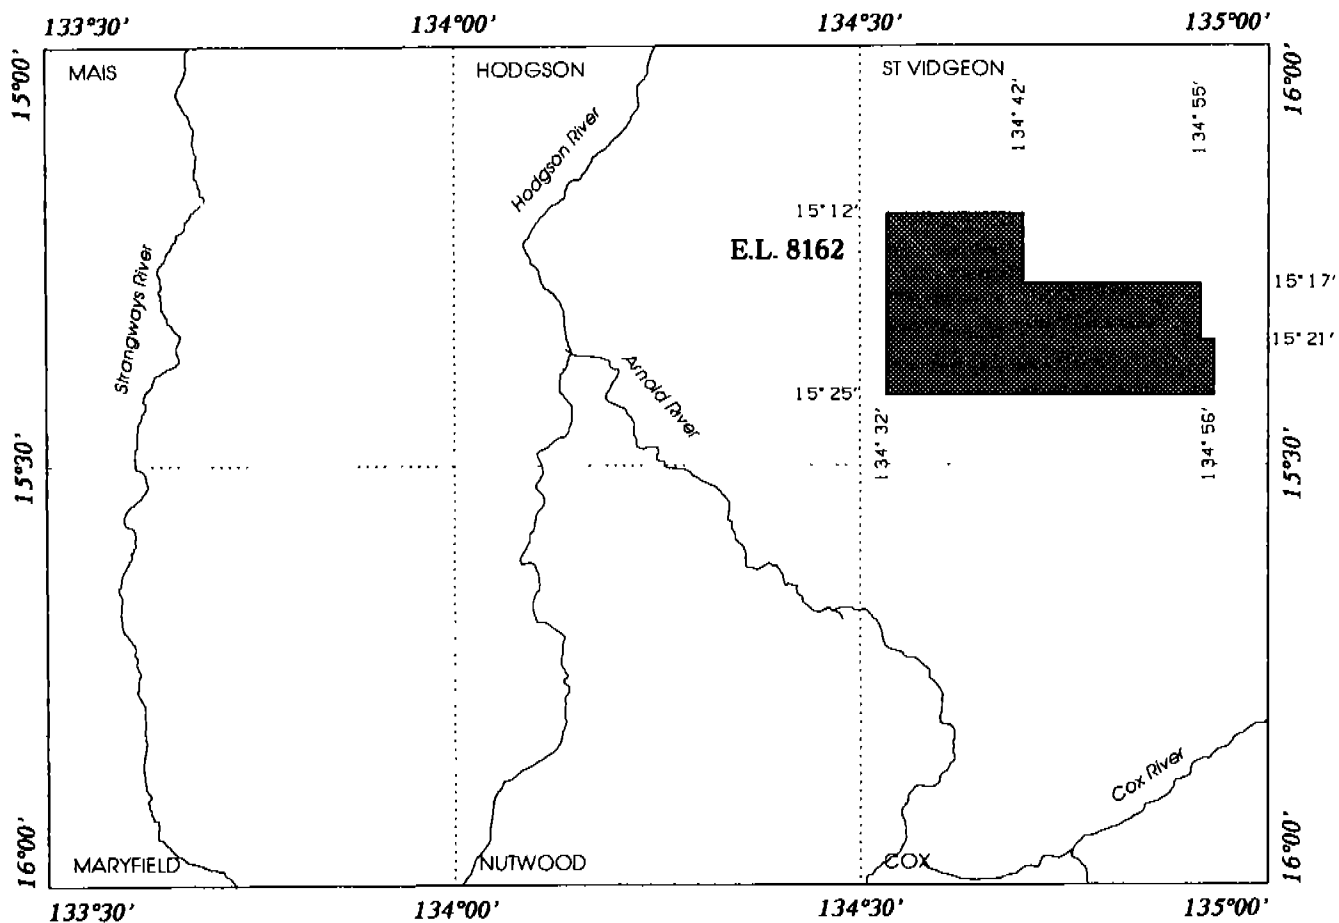 133°30' 134°00' 134°30' 135°00'
15°00' MAIS HODGSON ST VIDGEON 16°00'
134° 42' 134° 55'
Hodgson River
15° 12'
E.L. 8162
Strangways River
15° 17'
15° 21'
Arnold River
15° 25'
134° 32' 134° 56'
15°30' 15°30'
Cox River
16°00' MARYFIELD NUTWOOD COX 16°00'
133°30' 134°00' 134°30' 135°00'